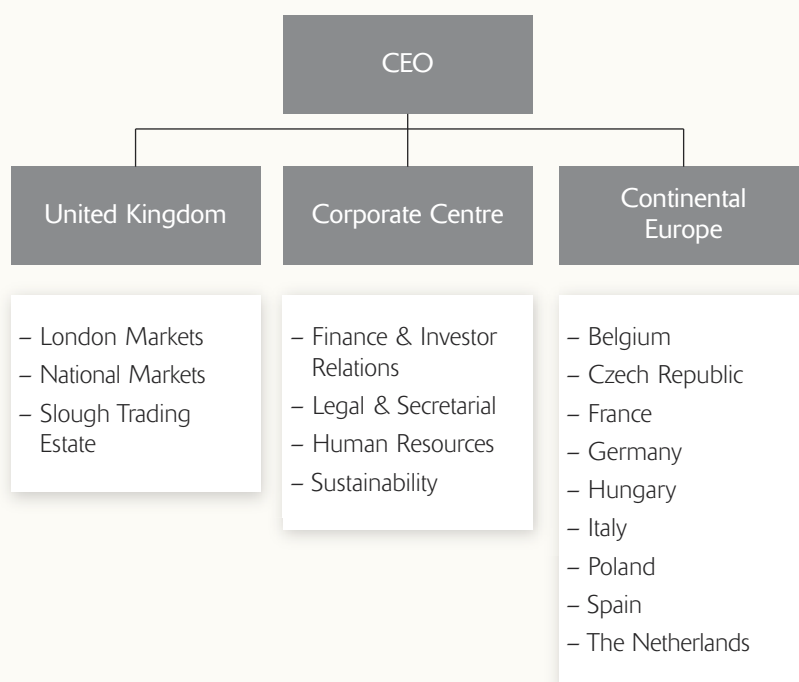 CEO
United Kingdom
– London Markets
– National Markets
– Slough Trading
Estate
Corporate Centre
– Finance & Investor
Relations
– Legal & Secretarial
– Human Resources
– Sustainability
Continental
Europe
– Belgium
– Czech Republic
– France
– Germany
– Hungary
– Italy
– Poland
– Spain
– The Netherlands